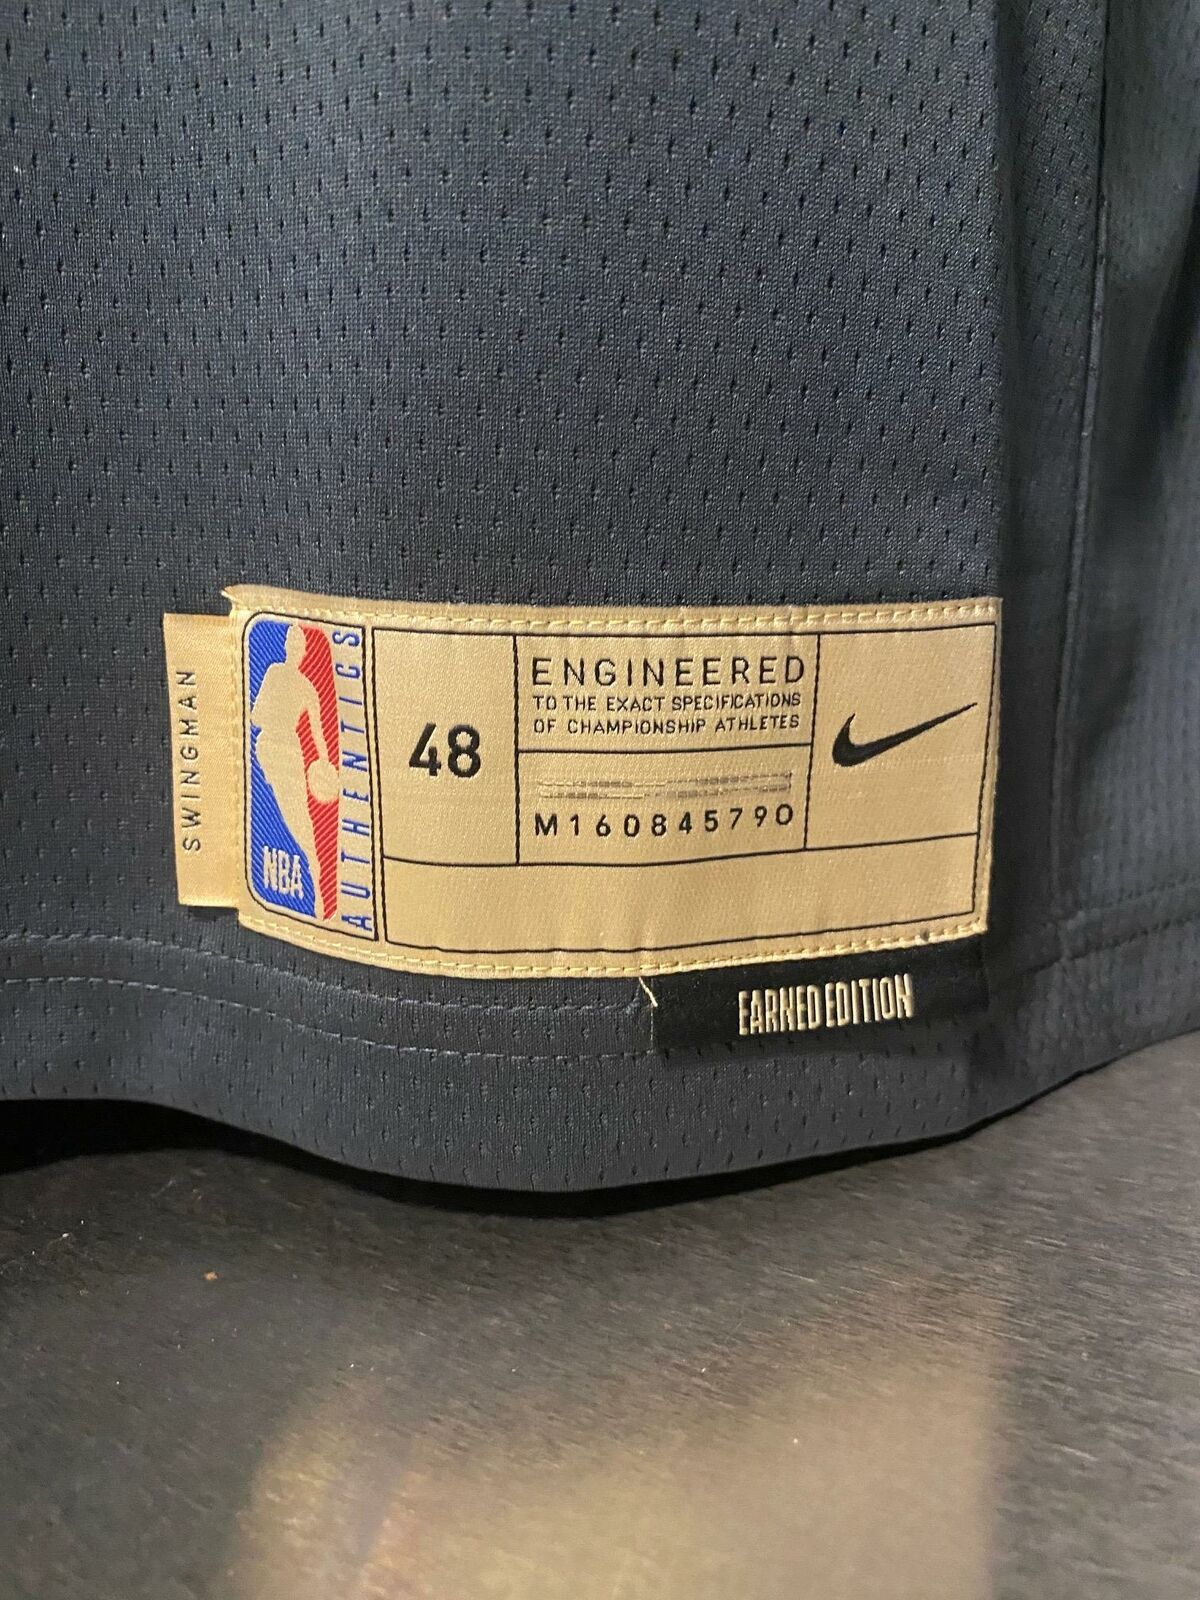 SWINGMAN
NBA
AUTHENTICS
48
ENGINEERED
TO THE EXACT SPECIFICATIONS
OF CHAMPIONSHIP ATHLETES
M160845790
EARNED EDITION